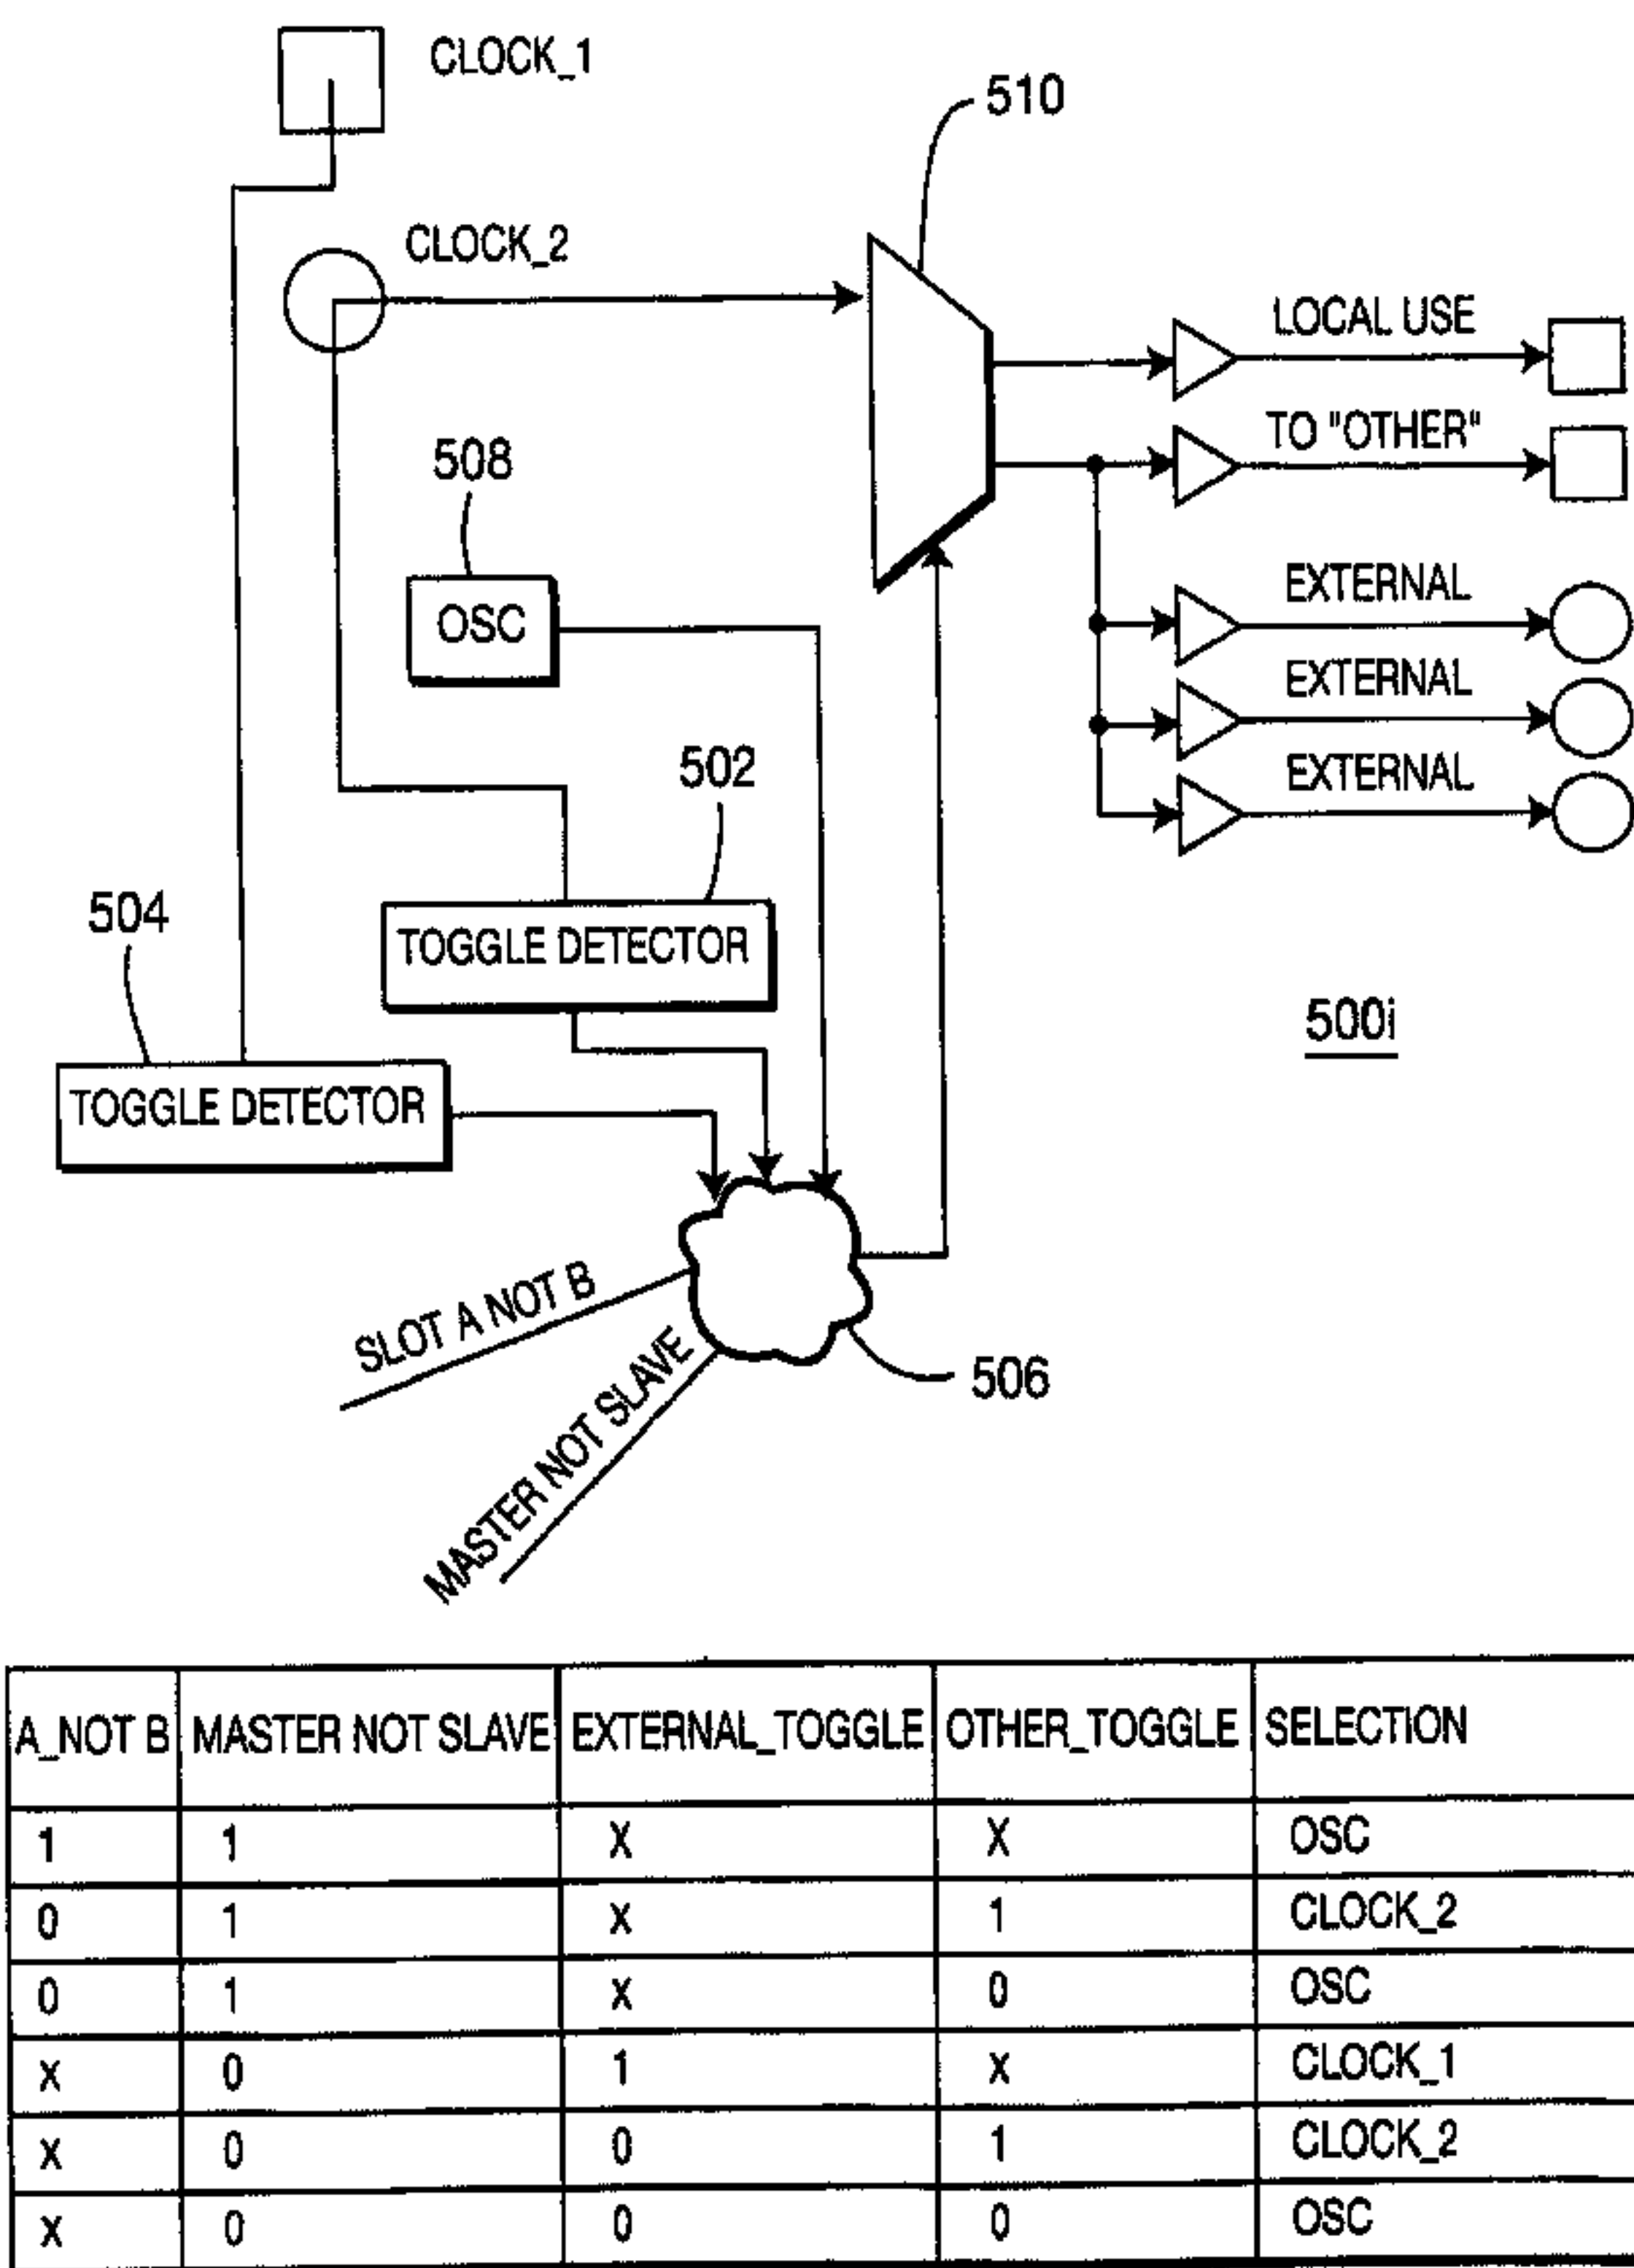 CLOCK_1
510
CLOCK_2
LOCAL USE
TO "OTHER"
508
OSC
EXTERNAL
EXTERNAL
EXTERNAL
502
504
TOGGLE DETECTOR
500i
TOGGLE DETECTOR
SLOT A NOT B
506
MASTER NOT SLAVE
A_NOT B MASTER NOT SLAVE EXTERNAL_TOGGLE OTHER_TOGGLE SELECTION
1 1 X X OSC
0 1 X 1 CLOCK_2
0 1 X 0 OSC
X 0 1 X CLOCK_1
X 0 0 1 CLOCK_2
X 0 0 0 OSC